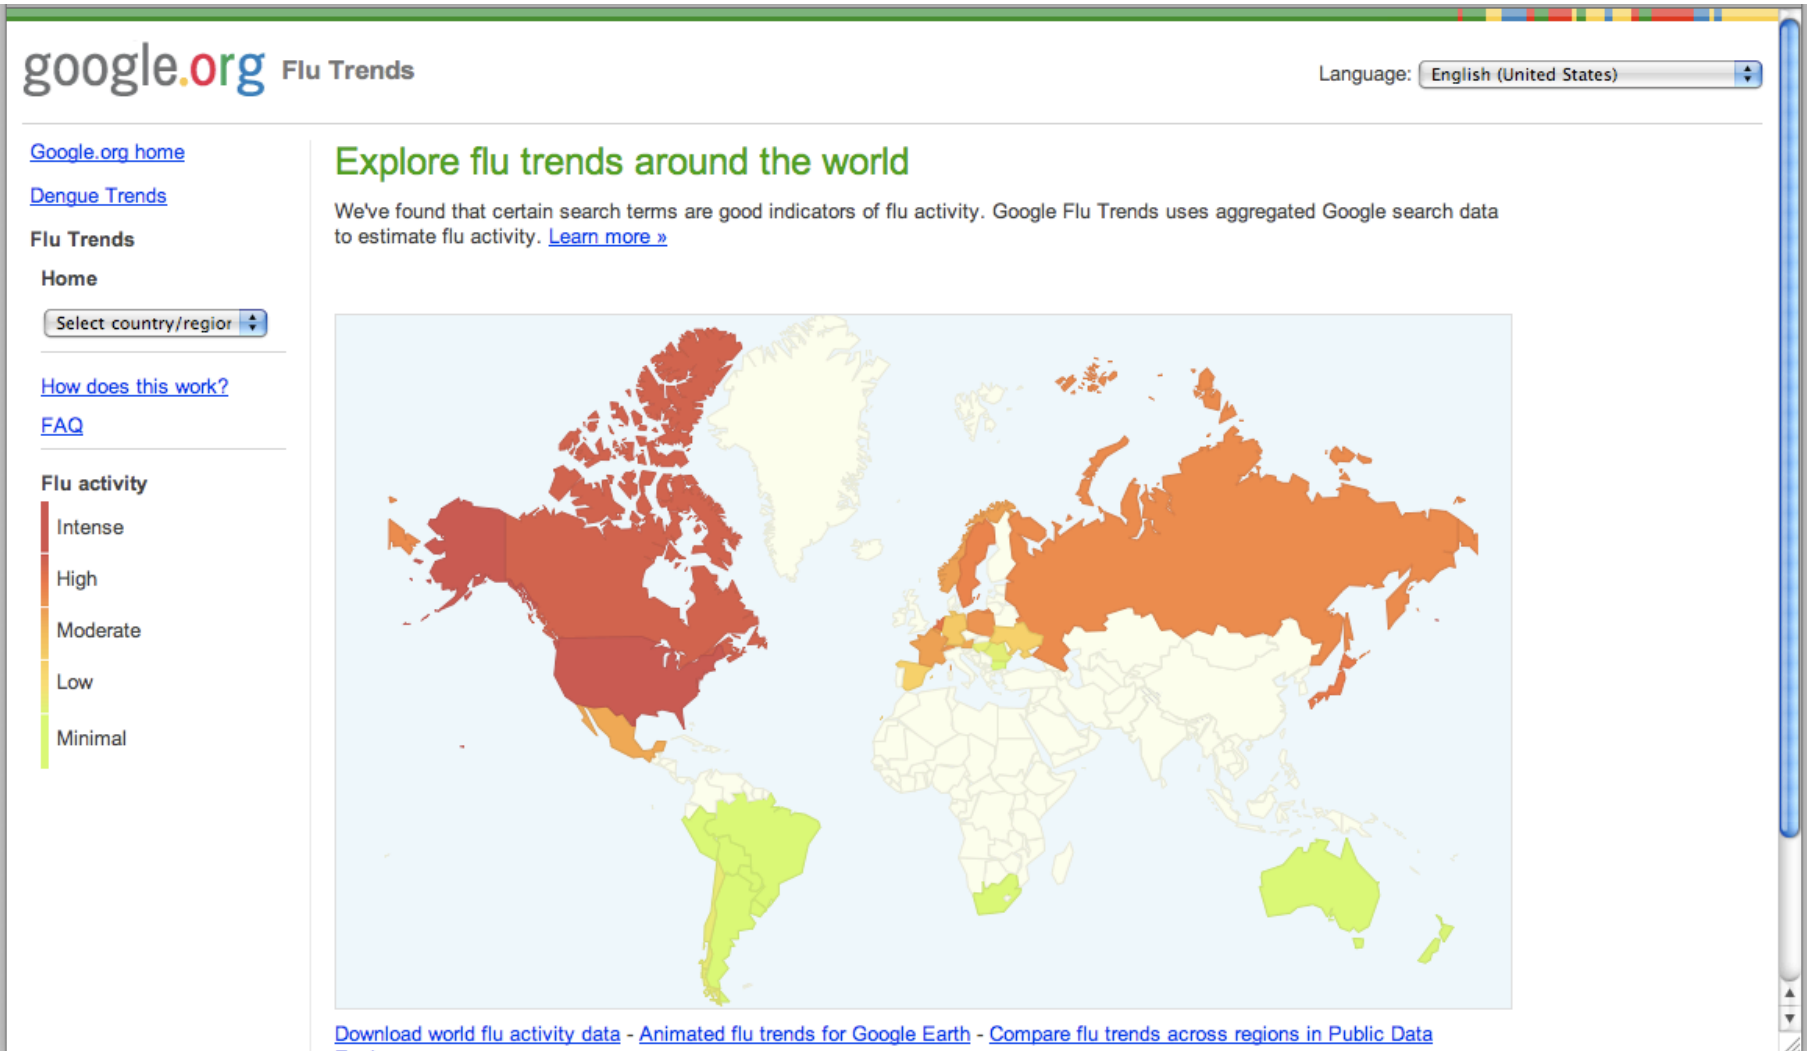 google.org Flu Trends
Language: English (United States)
Google.org home
Dengue Trends
Flu Trends
Home
Select country/region
How does this work?
FAQ
Flu activity
Intense
High
Moderate
Low
Minimal
Explore flu trends around the world
We've found that certain search terms are good indicators of flu activity. Google Flu Trends uses aggregated Google search data
to estimate flu activity. Learn more »
Download world flu activity data - Animated flu trends for Google Earth - Compare flu trends across regions in Public Data